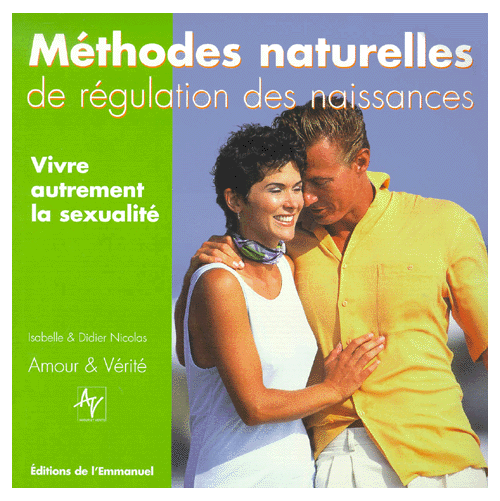 Méthodes naturelles
de régulation des naissances
Vivre
autrement
la sexualité
Isabelle & Didier Nicolas
Amour & Vérité
AV
Éditions de l'Emmanuel